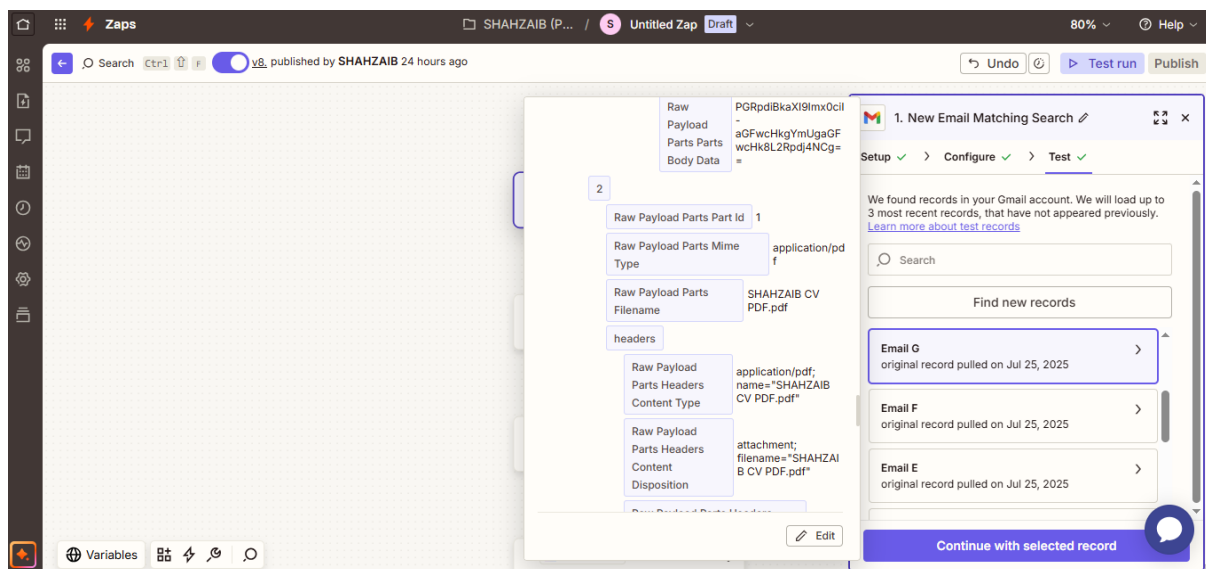 Zaps
SHAHZAIB (P... / S Untitled Zap Draft
80%
Help
Search Ctrl ⇧ F
v8. published by SHAHZAIB 24 hours ago
Undo
Test run
Publish
Raw
Payload
Parts Parts
Body Data
-
aGFwcHkgYmUgaGF
wcHk8L2Rpdj4NCg=
=
2
Raw Payload Parts Part Id 1
Raw Payload Parts Mime
Type
application/pd
f
Raw Payload Parts
Filename
SHAHZAIB CV
PDF.pdf
headers
Raw Payload
Parts Headers
Content Type
application/pdf;
name="SHAHZAIB
CV PDF.pdf"
Raw Payload
Parts Headers
Content
Disposition
attachment;
filename="SHAHZAI
B CV PDF.pdf"
Raw Payload Parts Headers
Edit
1. New Email Matching Search
Setup > Configure > Test
We found records in your Gmail account. We will load up to
3 most recent records, that have not appeared previously.
Learn more about test records
Search
Find new records
Email G
original record pulled on Jul 25, 2025
Email F
original record pulled on Jul 25, 2025
Email E
original record pulled on Jul 25, 2025
Continue with selected record
Variables